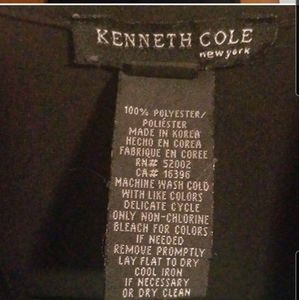 KENNETH COLE
new york
100% POLYESTER/
POLIÉSTER
MADE IN KOREA
HECHO EN COREA
FABRIQUE EN COREE
RN# 52002
CA# 16396
MACHINE WASH COLD
WITH LIKE COLORS
DELICATE CYCLE
ONLY NON-CHLORINE
BLEACH FOR COLORS
IF NEEDED
REMOVE PROMPTLY
LAY FLAT TO DRY
COOL IRON
IF NECESSARY
OR DRY CLEAN